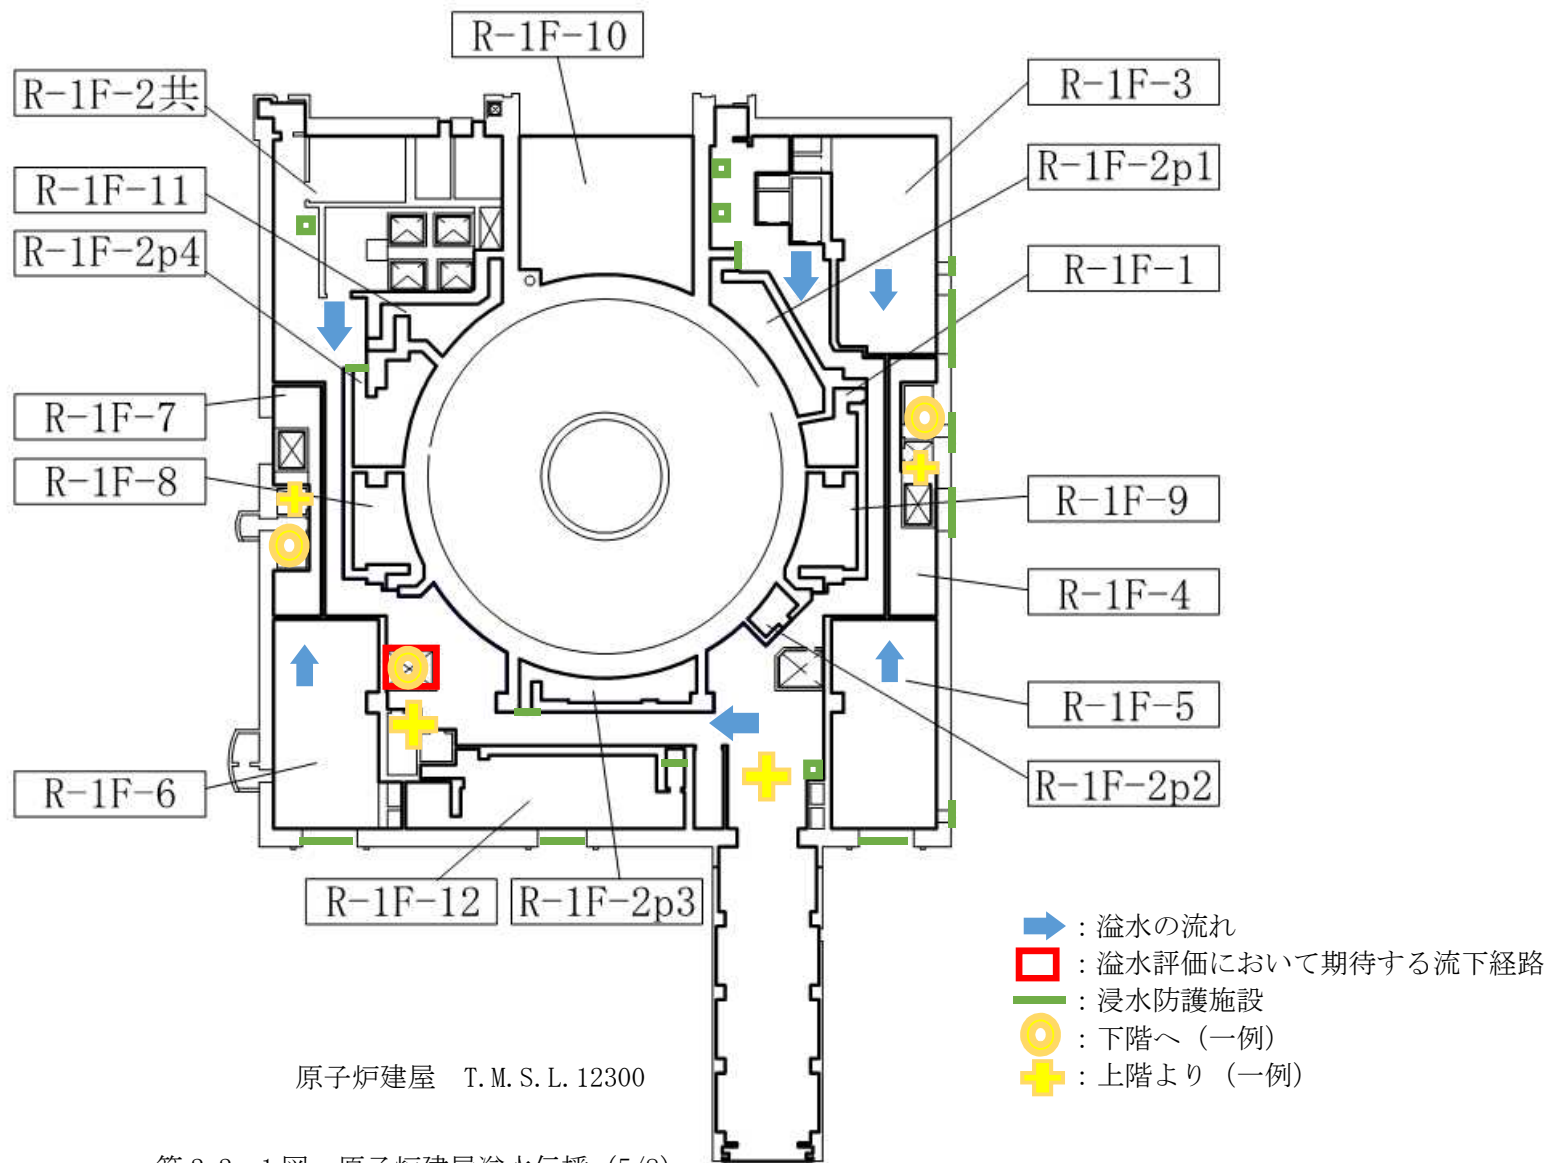 R-1F-10
R-1F-2共
R-1F-3
R-1F-11
R-1F-2p1
R-1F-2p4
R-1F-1
R-1F-7
R-1F-8
R-1F-9
R-1F-4
R-1F-5
R-1F-6
R-1F-2p2
R-1F-12
R-1F-2p3
：溢水の流れ
：溢水評価において期待する流下経路
：浸水防護施設
：下階へ（一例）
：上階より（一例）
原子炉建屋　T.M.S.L.12300